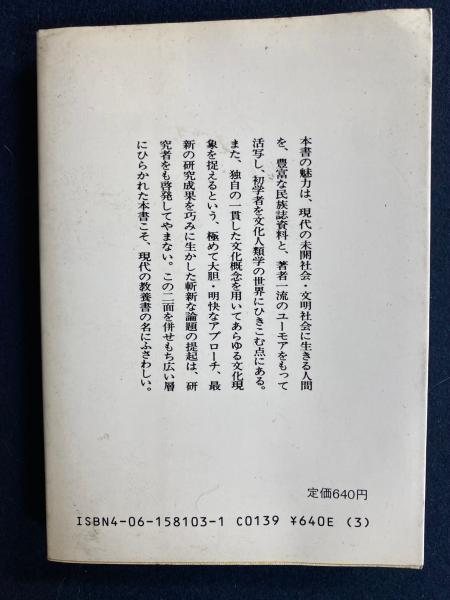 本書の魅力は、現代の未開社会・文明社会に生きる人間
を、豊富な民族誌資料と、著者一流のユーモアをもって
活写し、初学者を文化人類学の世界にひきこむ点にある。
また、独自の一貫した文化概念を用いてあらゆる文化現
象を捉えるという、極めて大胆・明快なアプローチ、最
新の研究成果を巧みに生かした斬新な論題の提起は、研
究者をも啓発してやまない。この二面を併せもち広い層
にひらかれた本書こそ、現代の教養書の名にふさわしい。
定価640円
ISBN4-06-158103-1 C0139 ¥640E (3)